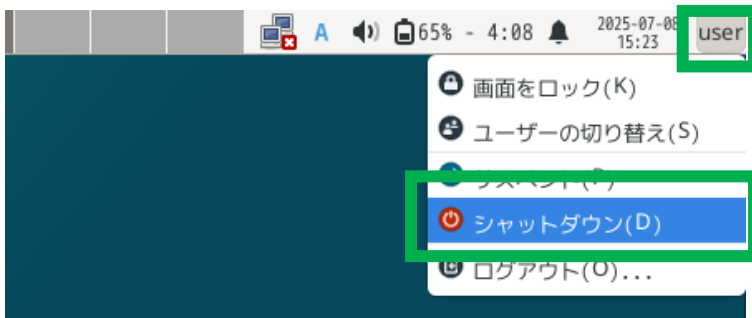 A 65% - 4:08 2025-07-08 user
15:23
画面をロック(K)
ユーザーの切り替え(S)
シャットダウン(D)
ログアウト(O)...